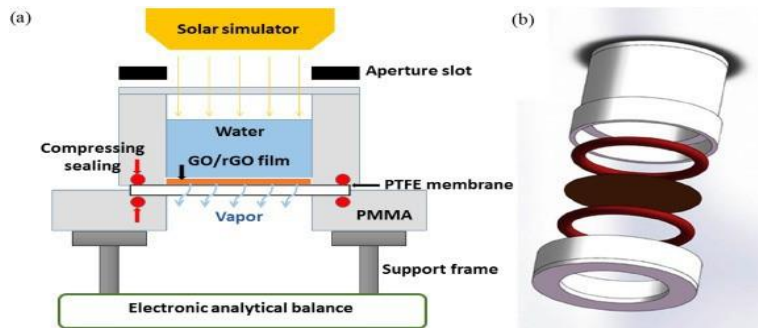 (a)
Solar simulator
Aperture slot
Water
Compressing
sealing
GO/rGO film
PTFE membrane
Vapor
PMMA
Support frame
Electronic analytical balance
(b)